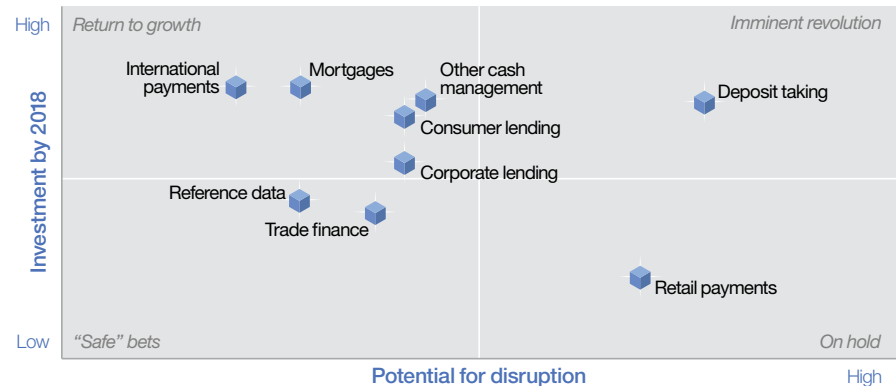 High
Return to growth
Imminent revolution
International
payments
Mortgages
Other cash
management
Deposit taking
Consumer lending
Corporate lending
Investment by 2018
Reference data
Trade finance
Retail payments
Low
“Safe” bets
On hold
Potential for disruption
High